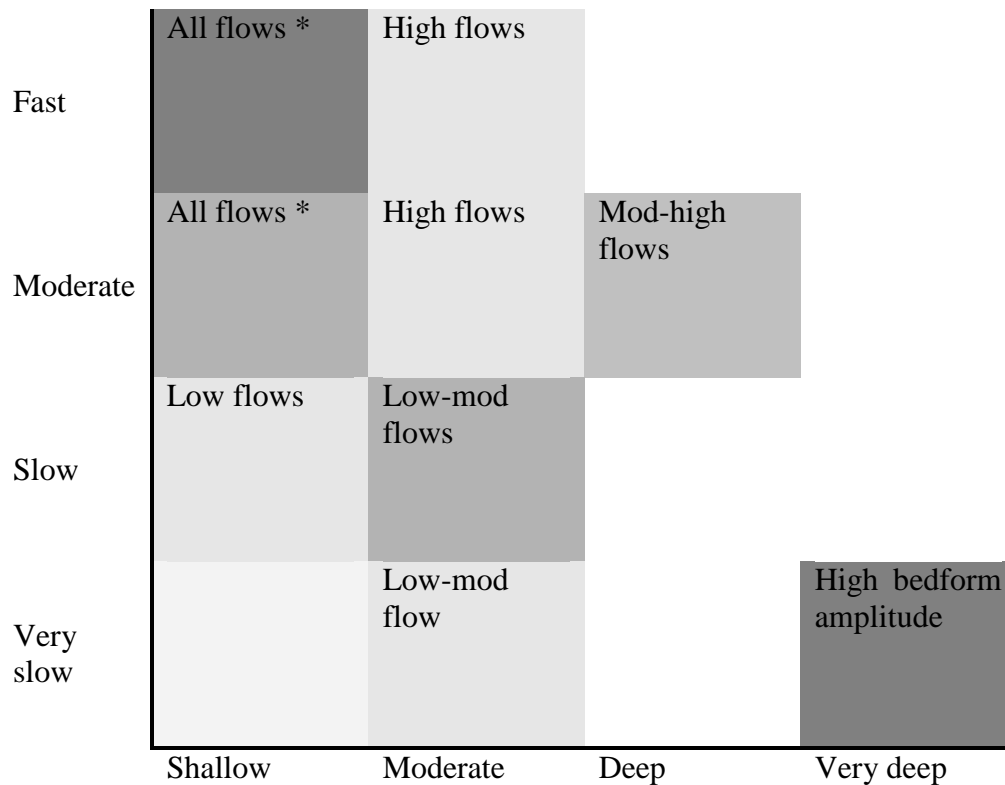 All flows * High flows
Fast
All flows * High flows Mod-high
flows
Moderate
Low flows Low-mod
flows
Slow
Low-mod High bedform
flow amplitude
Very
slow
Shallow Moderate Deep Very deep